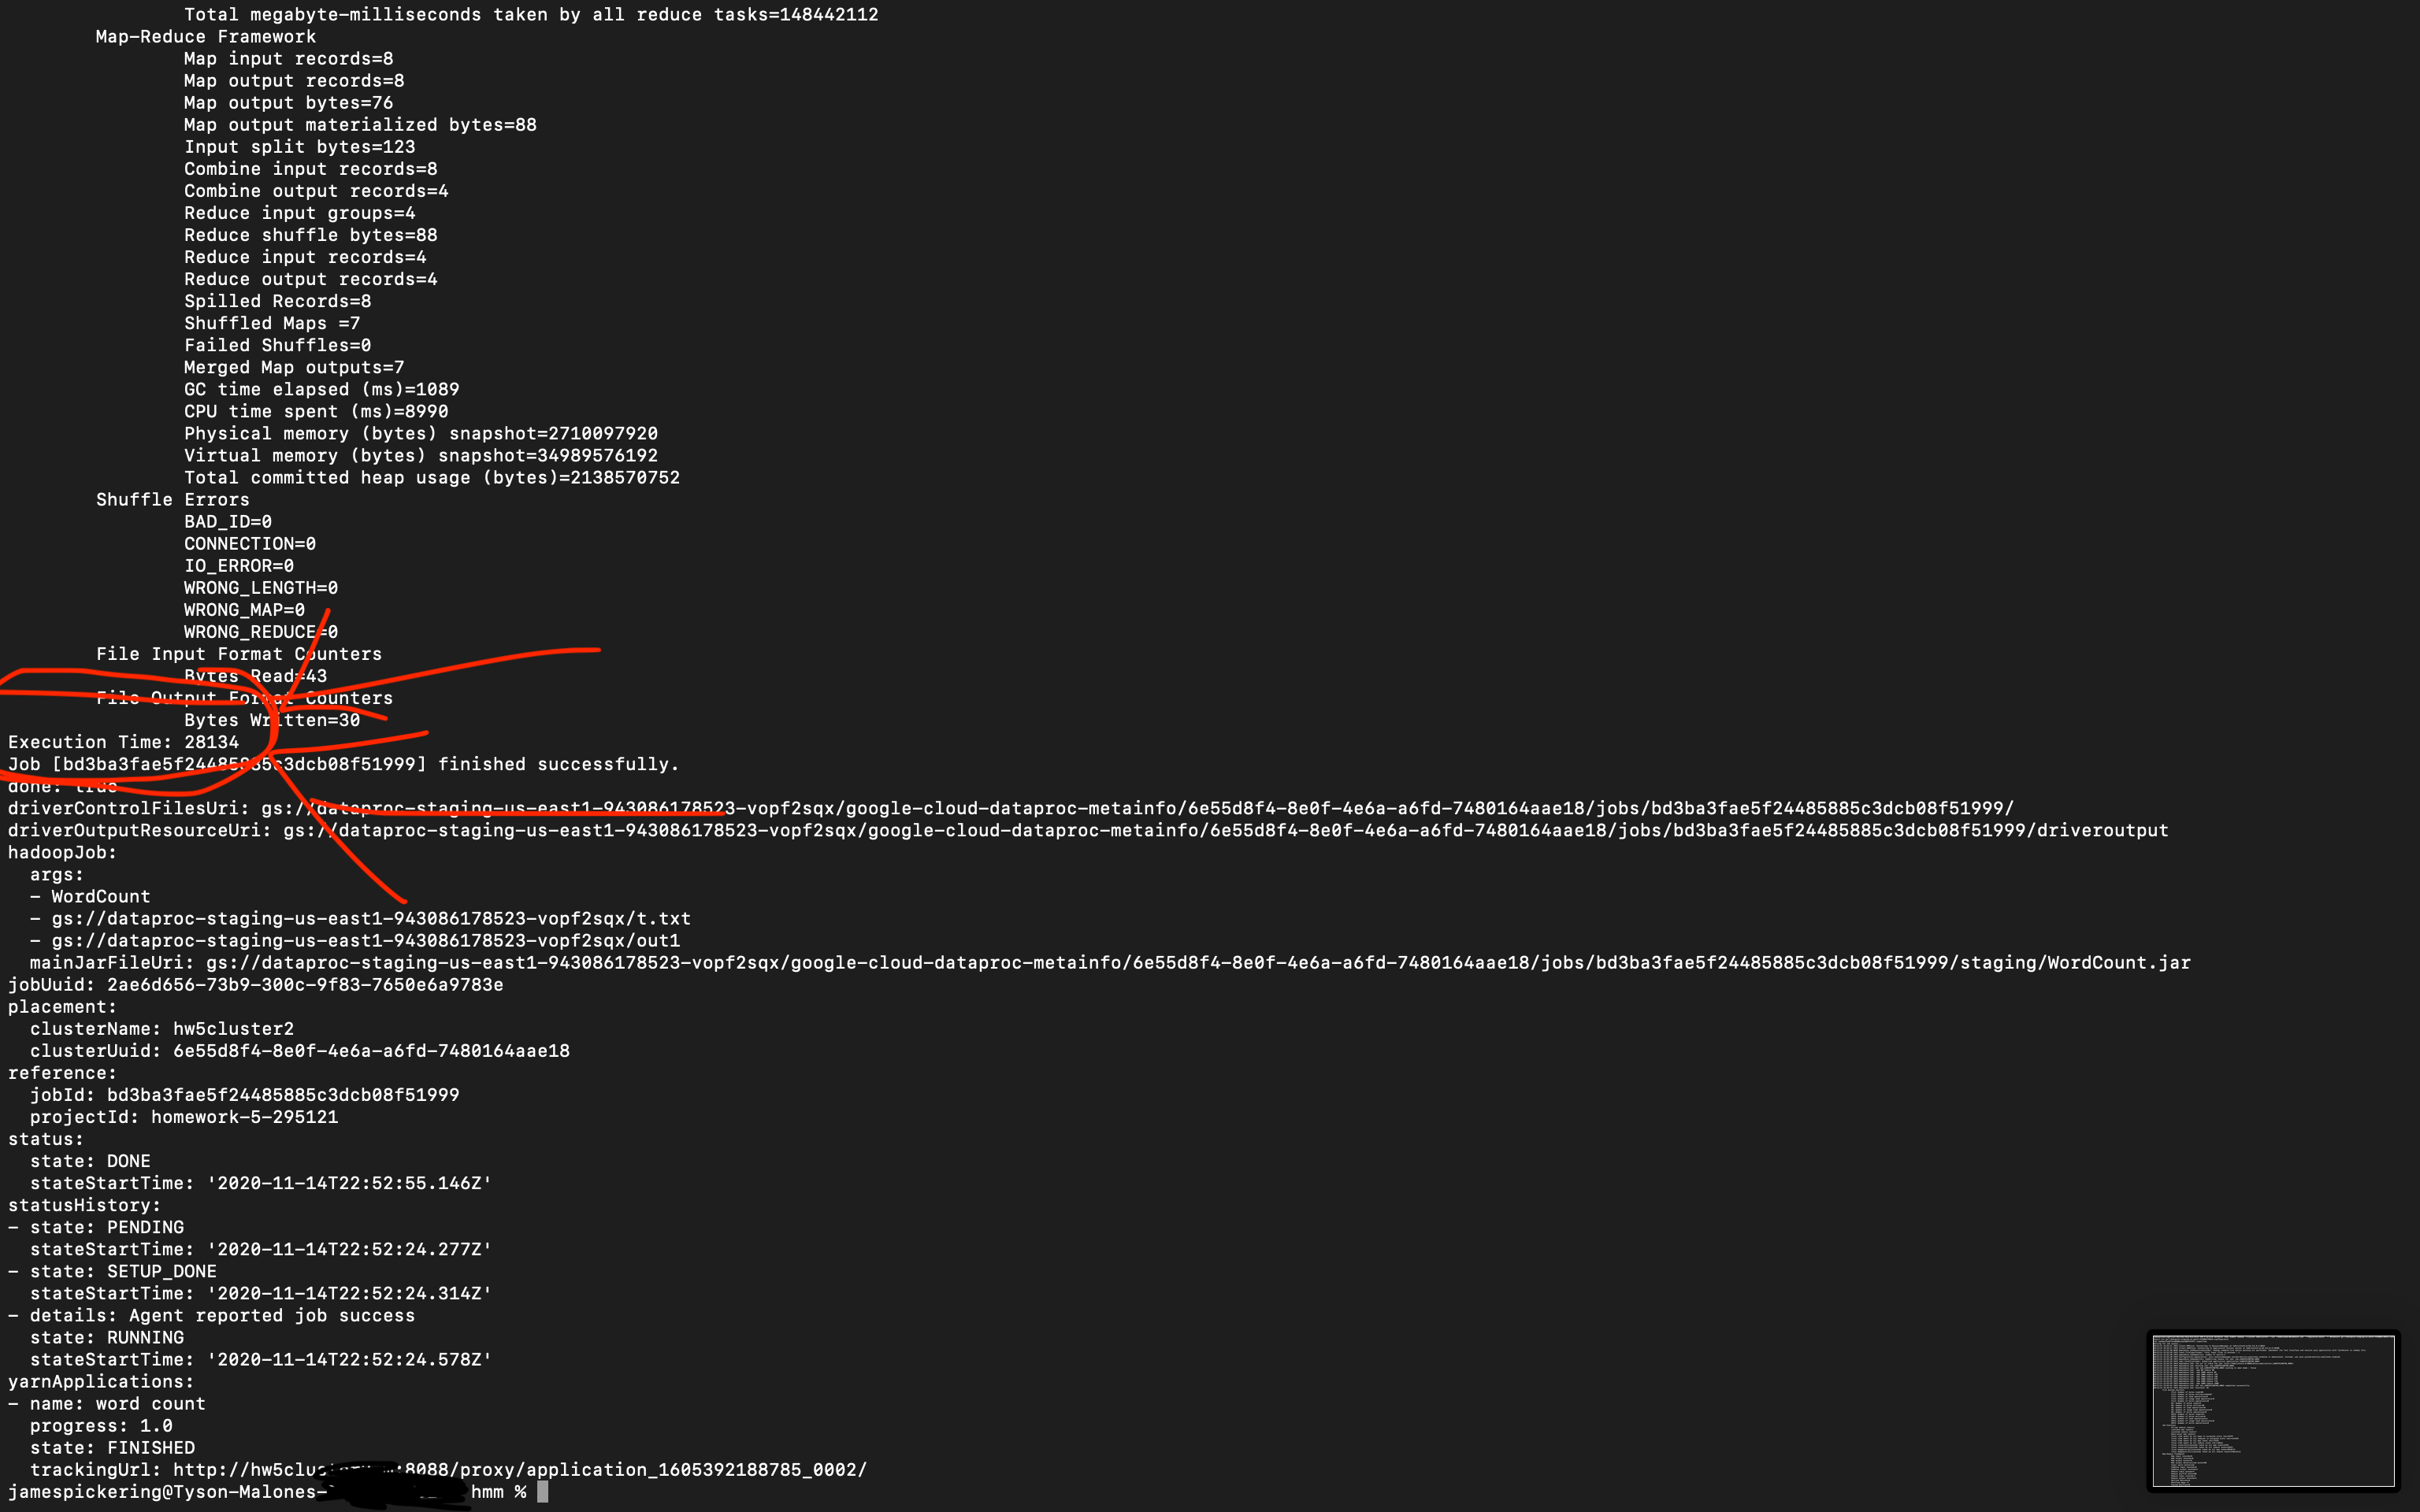 Total megabyte-milliseconds taken by all reduce tasks=148442112
Map-Reduce Framework
Map input records=8
Map output records=8
Map output bytes=76
Map output materialized bytes=88
Input split bytes=123
Combine input records=8
Combine output records=4
Reduce input groups=4
Reduce shuffle bytes=88
Reduce input records=4
Reduce output records=4
Spilled Records=8
Shuffled Maps =7
Failed Shuffles=0
Merged Map outputs=7
GC time elapsed (ms)=1089
CPU time spent (ms)=8990
Physical memory (bytes) snapshot=2710097920
Virtual memory (bytes) snapshot=34989576192
Total committed heap usage (bytes)=2138570752
Shuffle Errors
BAD_ID=0
CONNECTION=0
IO_ERROR=0
WRONG_LENGTH=0
WRONG_MAP=0
WRONG_REDUCE=0
File Input Format Counters
Bytes Read=43
File Output Format Counters
Bytes Written=30
Execution Time: 28134
Job [bd3ba3fae5f24485885c3dcb08f51999] finished successfully.
done: true
driverControlFilesUri: gs://dataproc-staging-us-east1-943086178523-vopf2sqx/google-cloud-dataproc-metainfo/6e55d8f4-8e0f-4e6a-a6fd-7480164aae18/jobs/bd3ba3fae5f24485885c3dcb08f51999/
driverOutputResourceUri: gs://dataproc-staging-us-east1-943086178523-vopf2sqx/google-cloud-dataproc-metainfo/6e55d8f4-8e0f-4e6a-a6fd-7480164aae18/jobs/bd3ba3fae5f24485885c3dcb08f51999/driveroutput
hadoopJob:
args:
- WordCount
- gs://dataproc-staging-us-east1-943086178523-vopf2sqx/t.txt
- gs://dataproc-staging-us-east1-943086178523-vopf2sqx/out1
mainJarFileUri: gs://dataproc-staging-us-east1-943086178523-vopf2sqx/google-cloud-dataproc-metainfo/6e55d8f4-8e0f-4e6a-a6fd-7480164aae18/jobs/bd3ba3fae5f24485885c3dcb08f51999/staging/WordCount.jar
jobUuid: 2ae6d656-73b9-300c-9f83-7650e6a9783e
placement:
clusterName: hw5cluster2
clusterUuid: 6e55d8f4-8e0f-4e6a-a6fd-7480164aae18
reference:
jobId: bd3ba3fae5f24485885c3dcb08f51999
projectId: homework-5-295121
status:
state: DONE
stateStartTime: '2020-11-14T22:52:55.146Z'
statusHistory:
- state: PENDING
stateStartTime: '2020-11-14T22:52:24.277Z'
- state: SETUP_DONE
stateStartTime: '2020-11-14T22:52:24.314Z'
- details: Agent reported job success
state: RUNNING
stateStartTime: '2020-11-14T22:52:24.578Z'
yarnApplications:
- name: word count
progress: 1.0
state: FINISHED
trackingUrl: http://hw5clu :8088/proxy/application_1605392188785_0002/
jamespickering@Tyson-Malones- hmm %